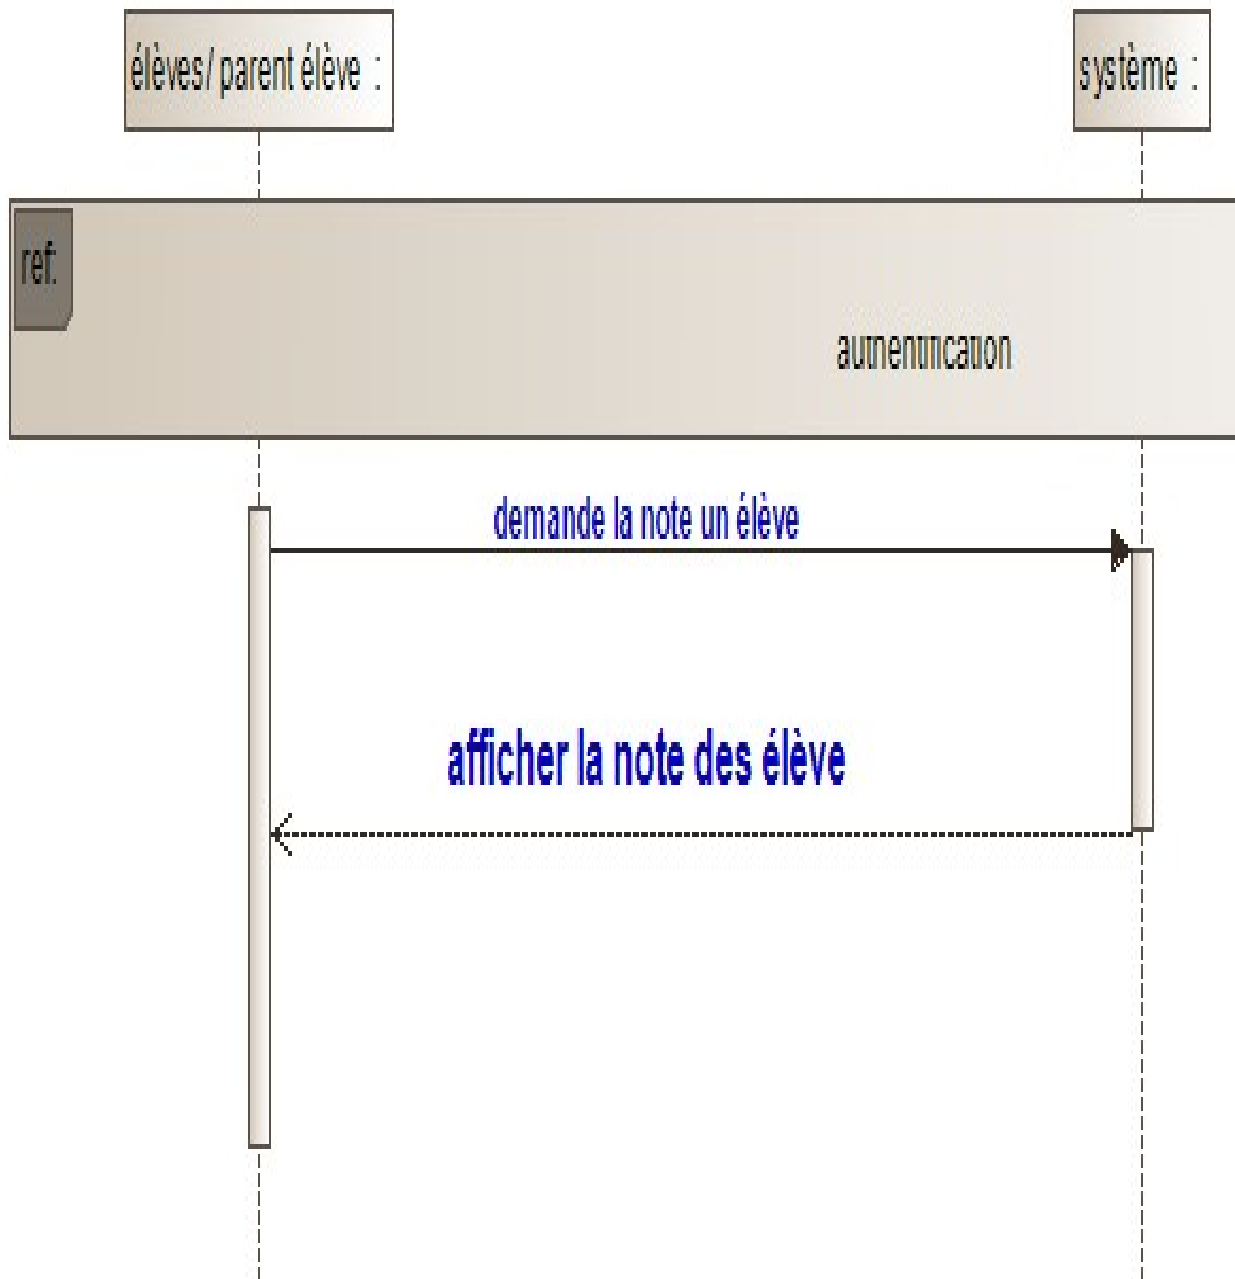 élèves/ parent élève :
système :
ref:
authentification
demande la note un élève
afficher la note des élève